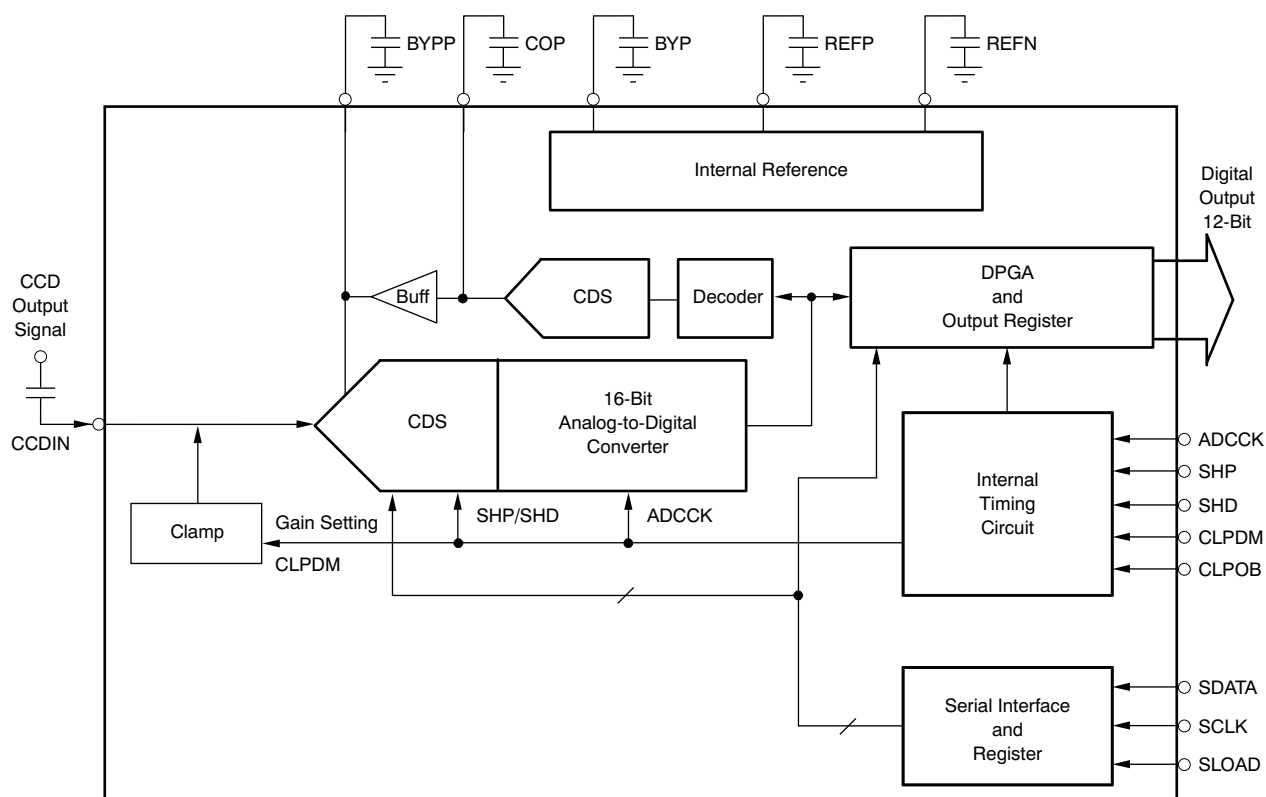 BYPP
COP
BYP
REFP
REFN
Internal Reference
Digital
Output
12-Bit
CCD
Output
Signal
Buff
CDS
Decoder
DPGA
and
Output Register
CCDIN
CDS
16-Bit
Analog-to-Digital
Converter
Internal
Timing
Circuit
ADCCK
SHP
SHD
CLPDM
CLPOB
Clamp
Gain Setting
CLPDM
SHP/SHD
ADCCK
Serial Interface
and
Register
SDATA
SCLK
SLOAD